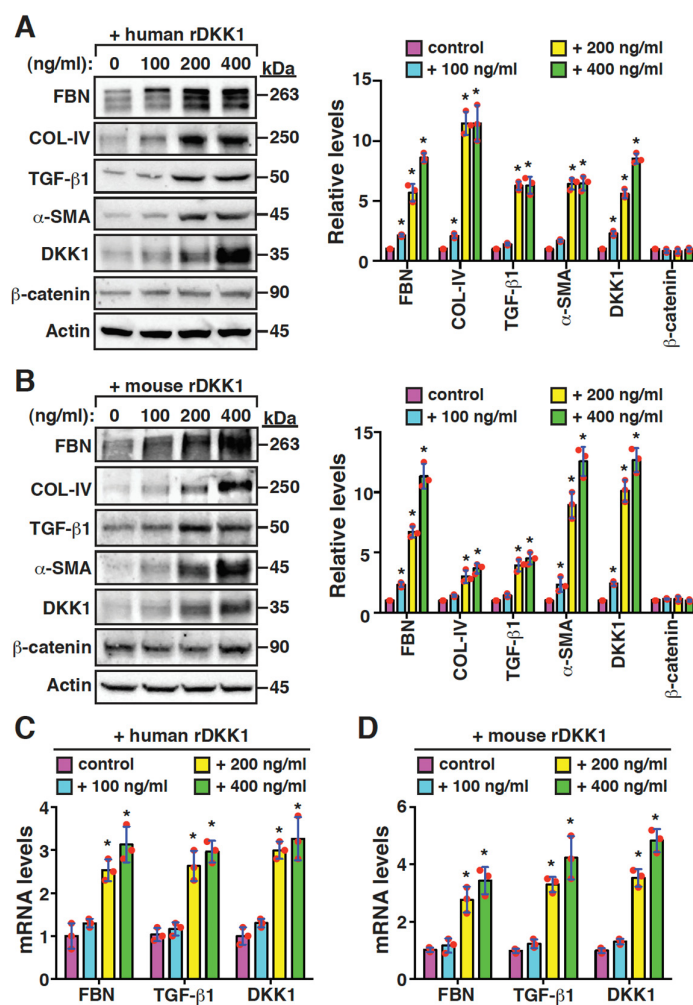 A
+ human rDKK1
(ng/ml): 0 100 200 400 kDa
FBN 263
COL-IV 250
TGF-β1 50
α-SMA 45
DKK1 35
β-catenin 90
Actin 45
control + 200 ng/ml
+ 100 ng/ml + 400 ng/ml
Relative levels
15
10
5
0
* * * * * * * * * * * * *
FBN COL-IV TGF-β1 α-SMA DKK1 β-catenin
B
+ mouse rDKK1
(ng/ml): 0 100 200 400 kDa
FBN 263
COL-IV 250
TGF-β1 50
α-SMA 45
DKK1 35
β-catenin 90
Actin 45
control + 200 ng/ml
+ 100 ng/ml + 400 ng/ml
Relative levels
15
10
5
0
* * * * * * * * * * * *
FBN COL-IV TGF-β1 α-SMA DKK1 β-catenin
C
+ human rDKK1
control + 200 ng/ml
+ 100 ng/ml + 400 ng/ml
mRNA levels
4
3
2
1
0
* * * * * *
FBN TGF-β1 DKK1
D
+ mouse rDKK1
control + 200 ng/ml
+ 100 ng/ml + 400 ng/ml
mRNA levels
6
4
2
0
* * * * * *
FBN TGF-β1 DKK1